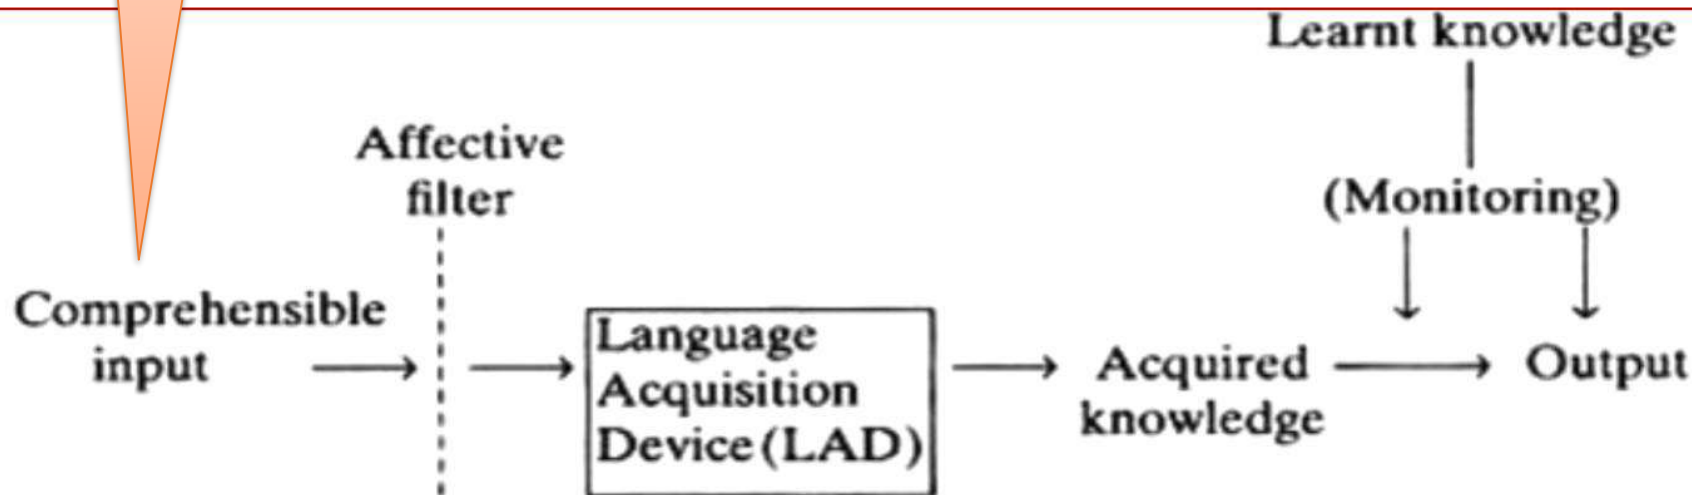 Learnt knowledge
Affective
filter
(Monitoring)
Comprehensible
input
Language
Acquisition
Device (LAD)
Acquired
knowledge
Output